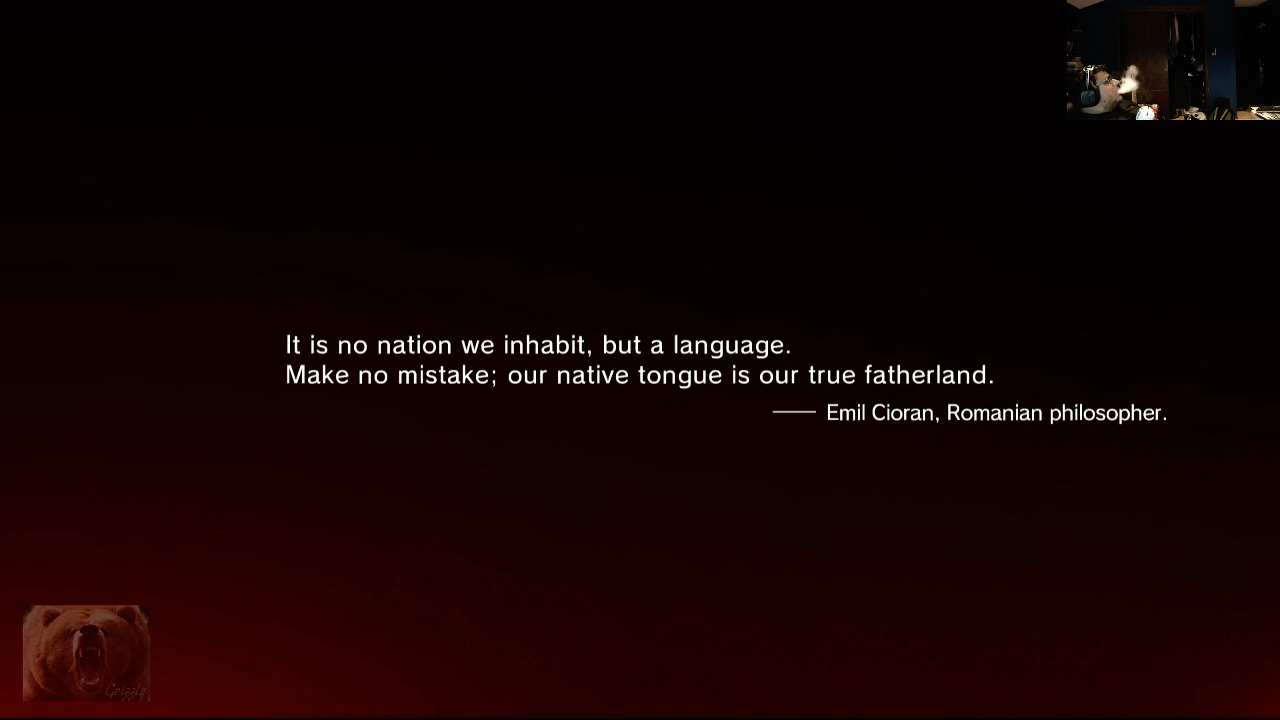 It is no nation we inhabit, but a language.
Make no mistake; our native tongue is our true fatherland.
—— Emil Cioran, Romanian philosopher.
Grizzly